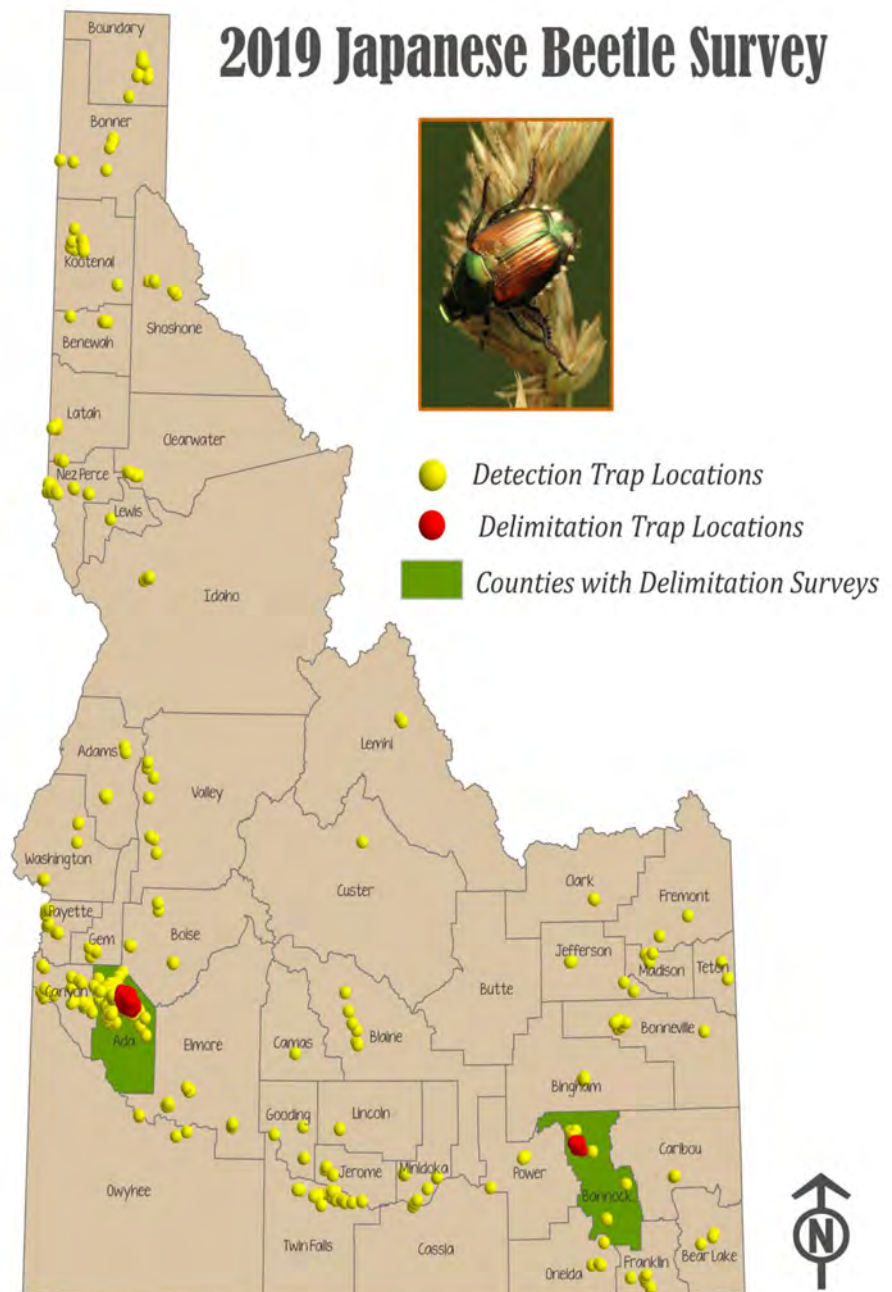 2019 Japanese Beetle Survey
Boundary
Bonner
Kootenai
Shoshone
Benewah
Latah
Clearwater
Nez Perce
Lewis
Idaho
Detection Trap Locations
Delimitation Trap Locations
Counties with Delimitation Surveys
Lemhi
Adams
Valley
Washington
Custer
Clark
Fremont
Payette
Gem
Boise
Jefferson
Madison
Teton
Canyon
Butte
Ada
Elmore
Camas
Blaine
Bonneville
Bingham
Gooding
Lincoln
Caribou
Jerome
Minidoka
Power
Owyhee
Bannock
Twin Falls
Cassia
Oneida
Franklin
Bear Lake
N